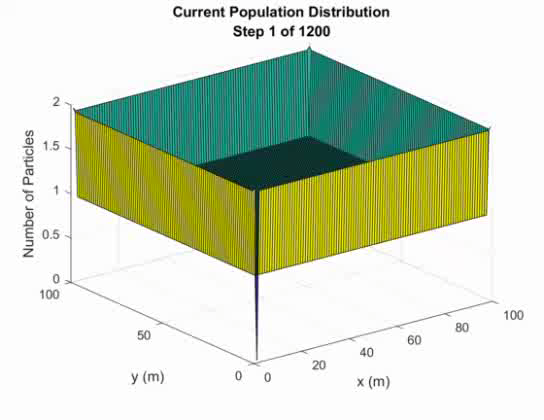 Current Population Distribution
Step 1 of 1200
Number of Particles
2
1.5
1
0.5
0
100
50
0
y (m)
0
20
40
60
80
100
x (m)